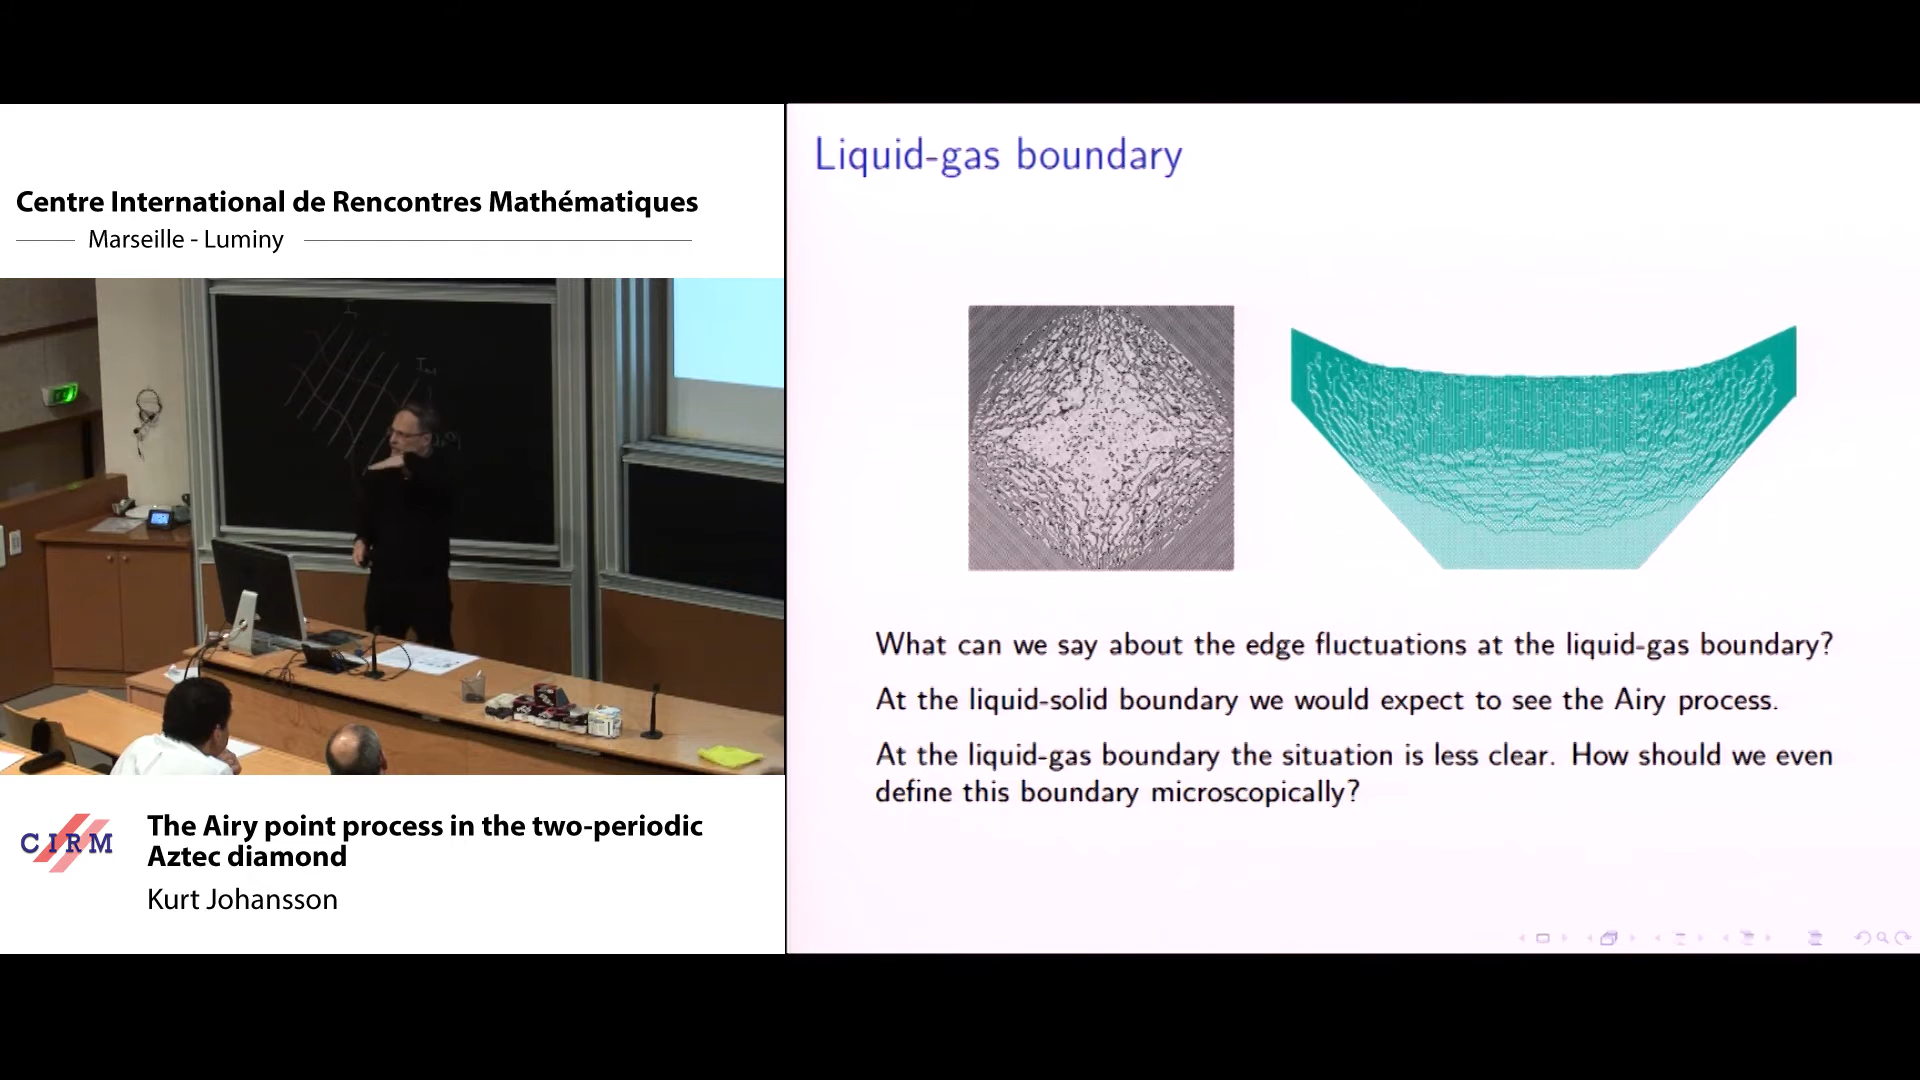 Centre International de Rencontres Mathématiques
Marseille - Luminy
CIRM
The Airy point process in the two-periodic
Aztec diamond
Kurt Johansson
Liquid-gas boundary
What can we say about the edge fluctuations at the liquid-gas boundary?
At the liquid-solid boundary we would expect to see the Airy process.
At the liquid-gas boundary the situation is less clear. How should we even
define this boundary microscopically?